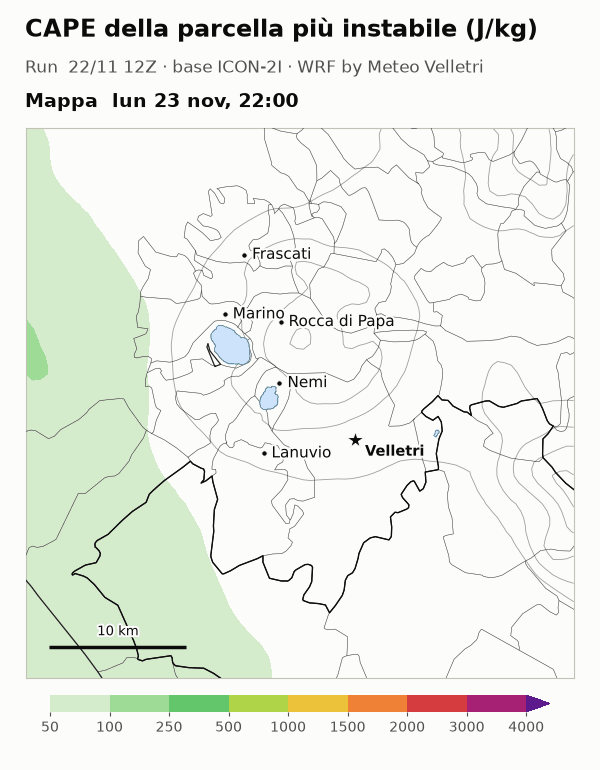 CAPE della parcella più instabile (J/kg)
Run  22/11 12Z · base ICON-2I · WRF by Meteo Velletri
Mappa  lun 23 nov, 22:00
Frascati
Marino
Rocca di Papa
Nemi
Velletri
Lanuvio
10 km
50 100 250 500 1000 1500 2000 3000 4000